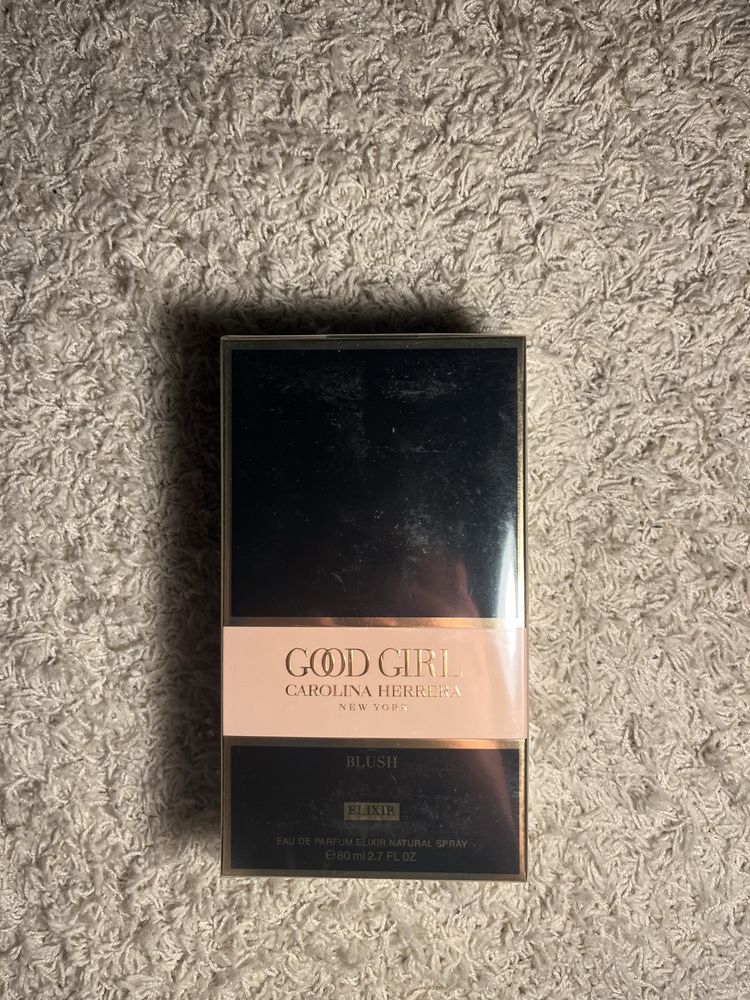 GOOD GIRL
CAROLINA HERRERA
NEW YORK
BLUSH
ELIXIR
EAU DE PARFUM ELIXIR NATURAL SPRAY
℮80 ml 2.7 FL OZ